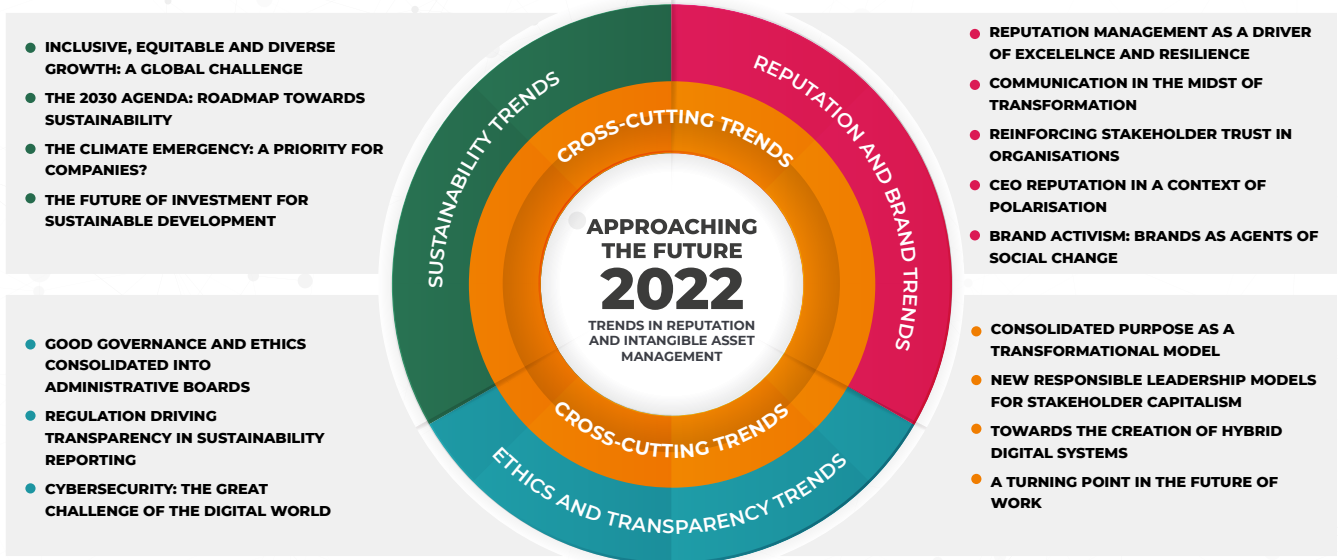 INCLUSIVE, EQUITABLE AND DIVERSE
GROWTH: A GLOBAL CHALLENGE
THE 2030 AGENDA: ROADMAP TOWARDS
SUSTAINABILITY
THE CLIMATE EMERGENCY: A PRIORITY FOR
COMPANIES?
THE FUTURE OF INVESTMENT FOR
SUSTAINABLE DEVELOPMENT
SUSTAINABILITY TRENDS
REPUTATION AND BRAND TRENDS
CROSS-CUTTING TRENDS
APPROACHING
THE FUTURE
2022
TRENDS IN REPUTATION
AND INTANGIBLE ASSET
MANAGEMENT
CROSS-CUTTING TRENDS
ETHICS AND TRANSPARENCY TRENDS
REPUTATION MANAGEMENT AS A DRIVER
OF EXCELELNCE AND RESILIENCE
COMMUNICATION IN THE MIDST OF
TRANSFORMATION
REINFORCING STAKEHOLDER TRUST IN
ORGANISATIONS
CEO REPUTATION IN A CONTEXT OF
POLARISATION
BRAND ACTIVISM: BRANDS AS AGENTS OF
SOCIAL CHANGE
GOOD GOVERNANCE AND ETHICS
CONSOLIDATED INTO
ADMINISTRATIVE BOARDS
REGULATION DRIVING
TRANSPARENCY IN SUSTAINABILITY
REPORTING
CYBERSECURITY: THE GREAT
CHALLENGE OF THE DIGITAL WORLD
CONSOLIDATED PURPOSE AS A
TRANSFORMATIONAL MODEL
NEW RESPONSIBLE LEADERSHIP MODELS
FOR STAKEHOLDER CAPITALISM
TOWARDS THE CREATION OF HYBRID
DIGITAL SYSTEMS
A TURNING POINT IN THE FUTURE OF
WORK